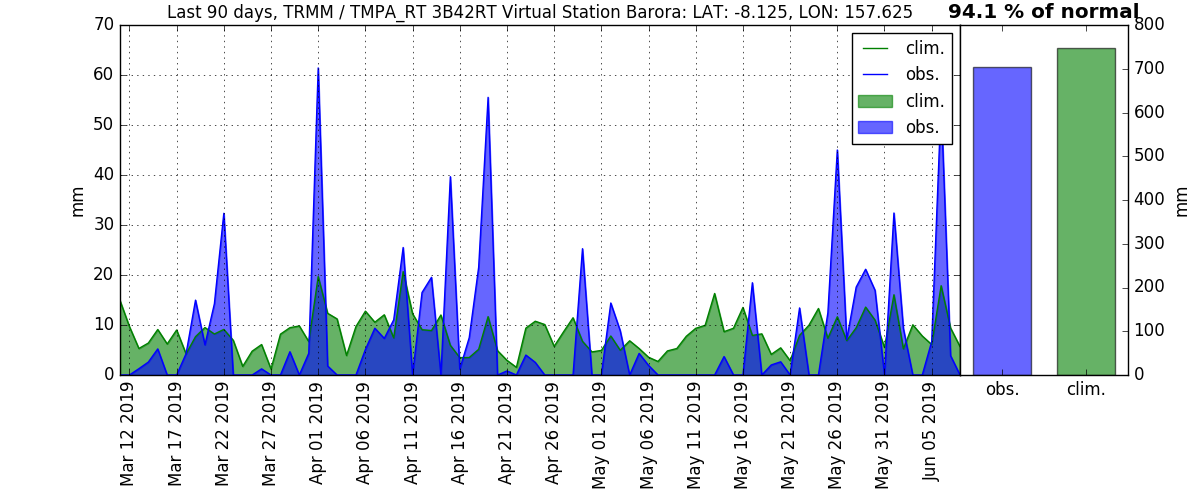 Last 90 days, TRMM / TMPA_RT 3B42RT Virtual Station Barora: LAT: -8.125, LON: 157.625
94.1 % of normal
70
60
50
40
30
20
10
0
mm
clim.
obs.
clim.
obs.
800
700
600
500
400
300
200
100
0
mm
Mar 12 2019
Mar 17 2019
Mar 22 2019
Mar 27 2019
Apr 01 2019
Apr 06 2019
Apr 11 2019
Apr 16 2019
Apr 21 2019
Apr 26 2019
May 01 2019
May 06 2019
May 11 2019
May 16 2019
May 21 2019
May 26 2019
May 31 2019
Jun 05 2019
obs.
clim.